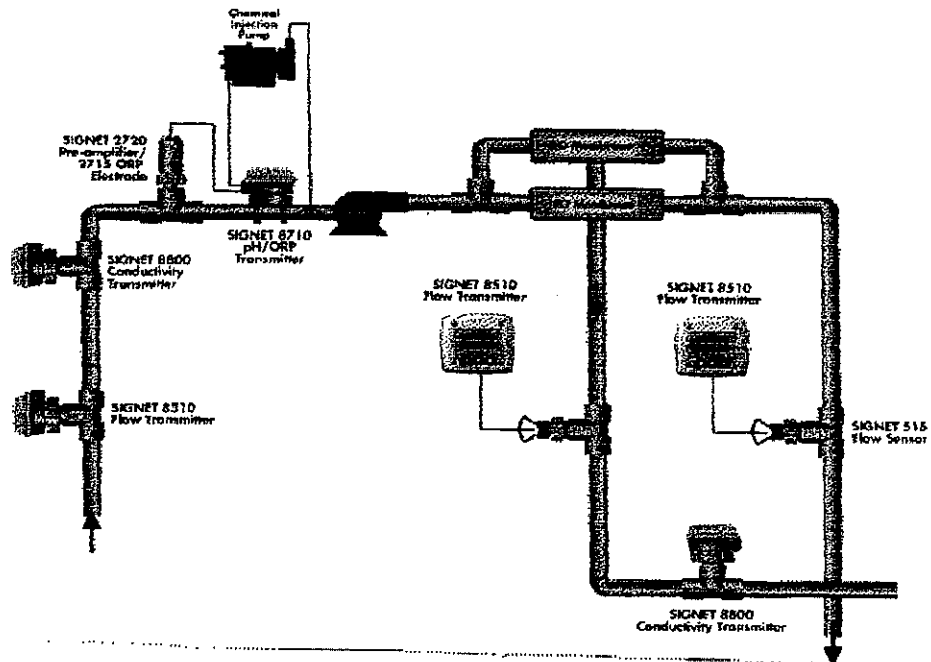 Chemical
Injection
Pump
SIGNET 2720
Pre-amplifier/
2715 ORP
Electrode
SIGNET 8710
pH/ORP
Transmitter
SIGNET 8800
Conductivity
Transmitter
SIGNET 8510
Flow Transmitter
SIGNET 8510
Flow Transmitter
SIGNET 8510
Flow Transmitter
SIGNET 515
Flow Sensor
SIGNET 8800
Conductivity Transmitter